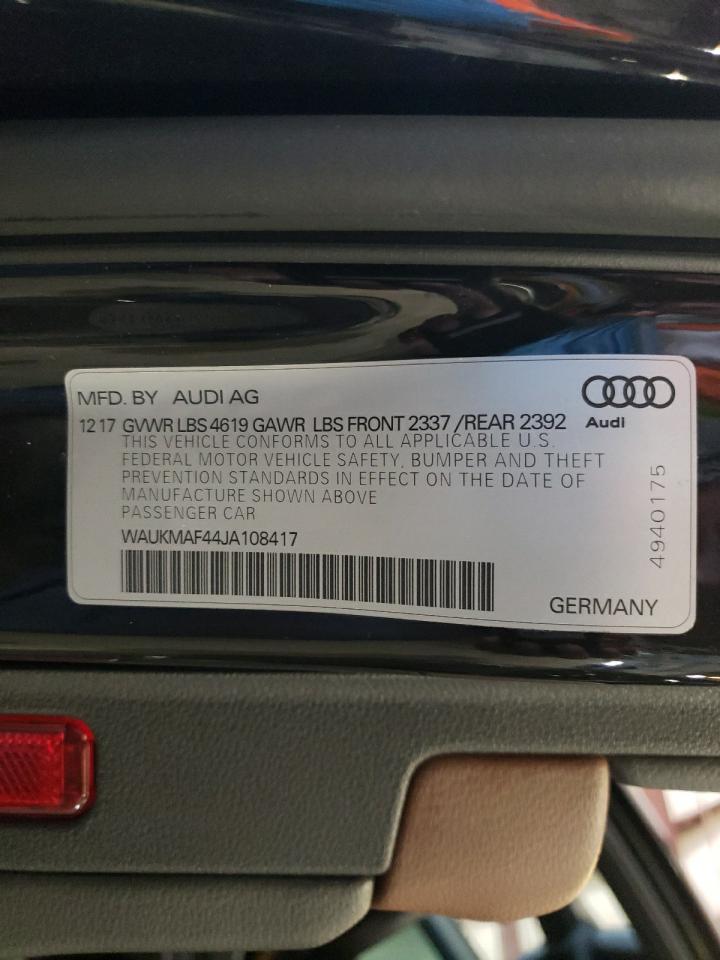 MFD. BY AUDI AG
12 17 GVWR LBS 4619 GAWR LBS FRONT 2337 /REAR 2392
Audi
THIS VEHICLE CONFORMS TO ALL APPLICABLE U.S.
FEDERAL MOTOR VEHICLE SAFETY, BUMPER AND THEFT
PREVENTION STANDARDS IN EFFECT ON THE DATE OF
MANUFACTURE SHOWN ABOVE
PASSENGER CAR
WAUKMAF44JA108417
4940175
GERMANY